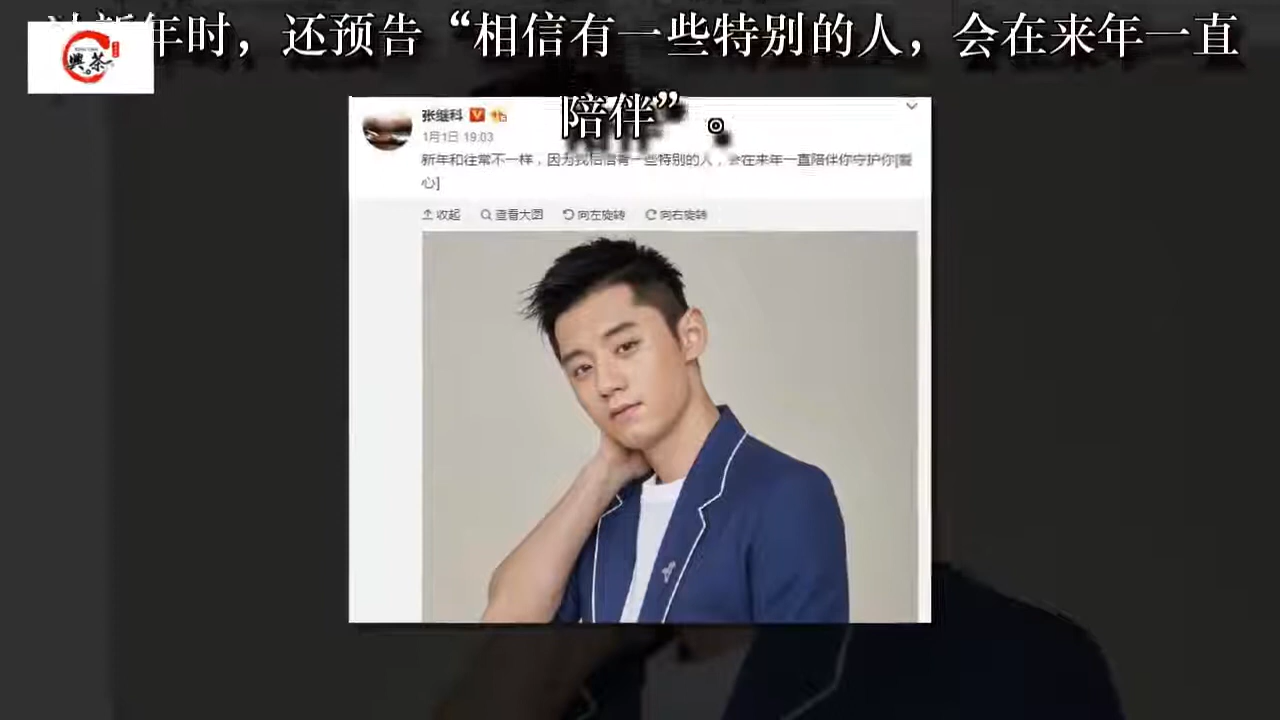 新年时，还预告“相信有一些特别的人，会在来年一直
陪伴”。
興茶
张继科
1月1日 19:03
新年和往常不一样，因为我相信有一些特别的人，会在来年一直陪伴你守护你[爱
心]
收起 查看大图 向左旋转 向右旋转